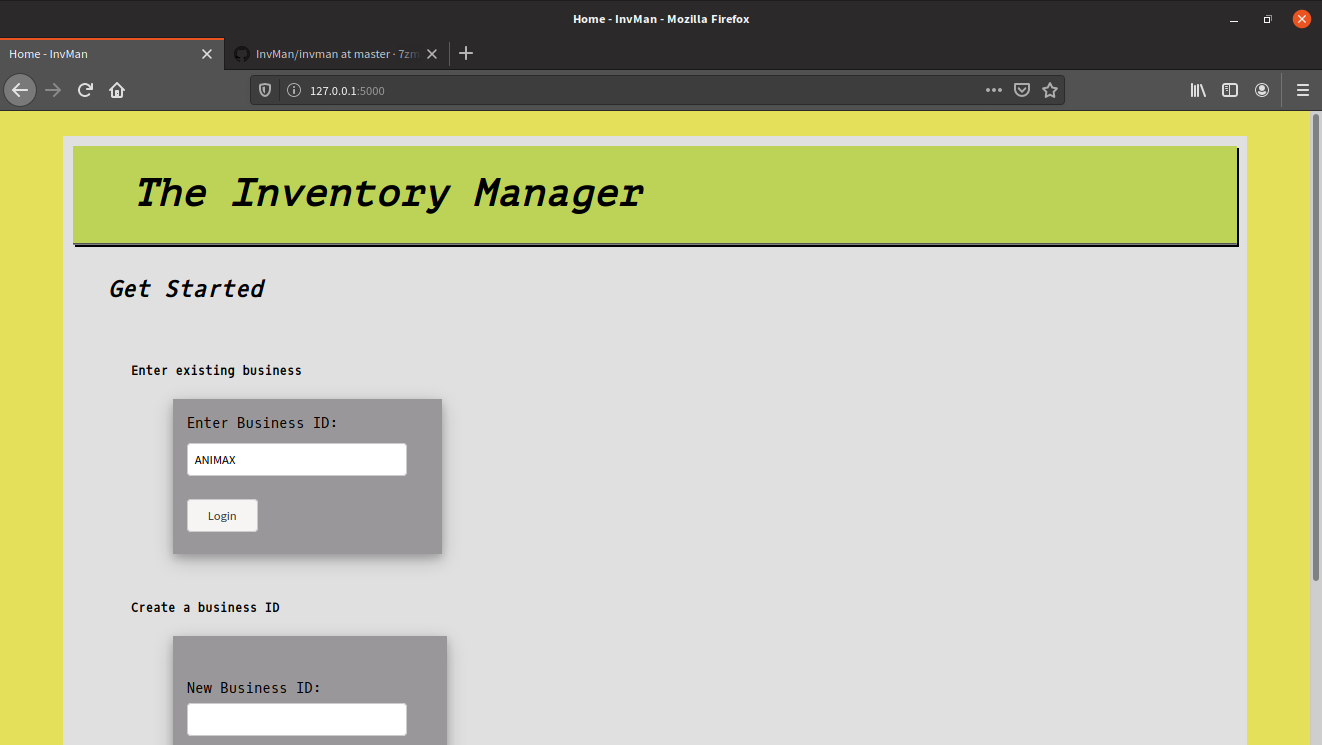 Home - InvMan - Mozilla Firefox
Home - InvMan
InvMan/invman at master · 7zm
127.0.0.1:5000
The Inventory Manager
Get Started
Enter existing business
Enter Business ID:
ANIMAX
Login
Create a business ID
New Business ID: